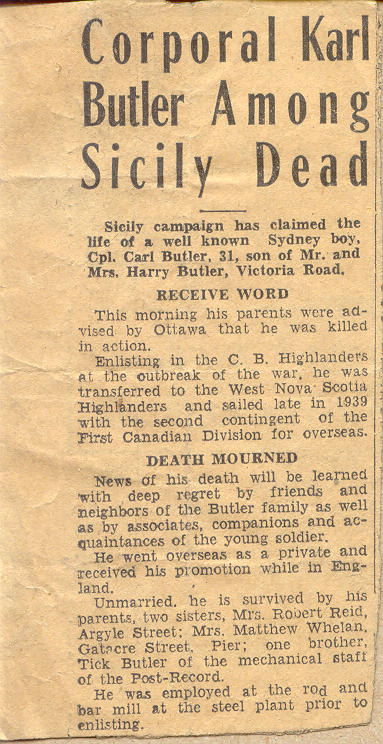 Corporal Karl
Butler Among
Sicily Dead
Sicily campaign has claimed the
life of a well known Sydney boy,
Cpl. Carl Butler, 31, son of Mr. and
Mrs. Harry Butler, Victoria Road.
RECEIVE WORD
This morning his parents were ad-
vised by Ottawa that he was killed
in action.
Enlisting in the C. B. Highlanders
at the outbreak of the war, he was
transferred to the West Nova Scotia
Highlanders and sailed late in 1939
with the second contingent of the
First Canadian Division for overseas.
DEATH MOURNED
News of his death will be learned
with deep regret by friends and
neighbors of the Butler family as well
as by associates, companions and ac-
quaintances of the young soldier.
He went overseas as a private and
received his promotion while in Eng-
land.
Unmarried, he is survived by his
parents, two sisters, Mrs. Robert Reid,
Argyle Street; Mrs. Matthew Whelan,
Gatacre Street, Pier; one brother,
Tick Butler of the mechanical staff
of the Post-Record.
He was employed at the rod and
bar mill at the steel plant prior to
enlisting.